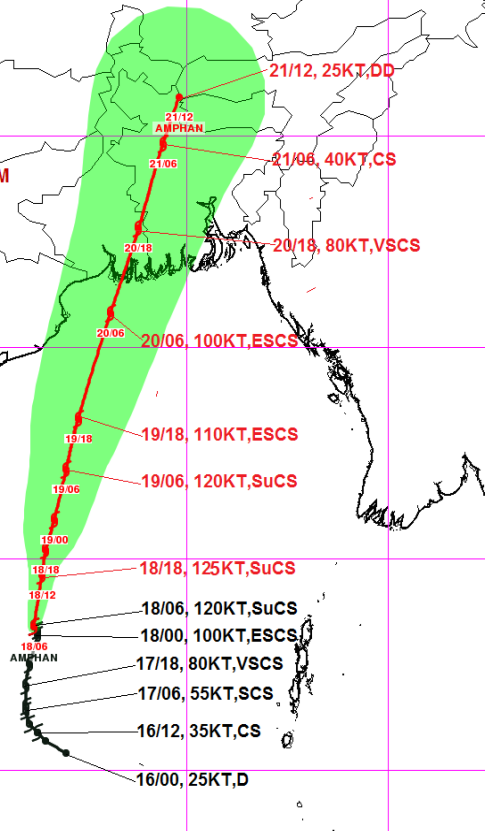 21/12, 25KT,DD
21/12
AMPHAN
21/06, 40KT,CS
21/06
M
20/18, 80KT,VSCS
20/18
20/06, 100KT,ESCS
20/06
19/18, 110KT,ESCS
19/18
19/06, 120KT,SuCS
19/06
19/00
18/18, 125KT,SuCS
18/18
18/12
18/06, 120KT,SuCS
18/00, 100KT,ESCS
18/06
AMPHAN
17/18, 80KT,VSCS
17/06, 55KT,SCS
16/12, 35KT,CS
16/00, 25KT,D